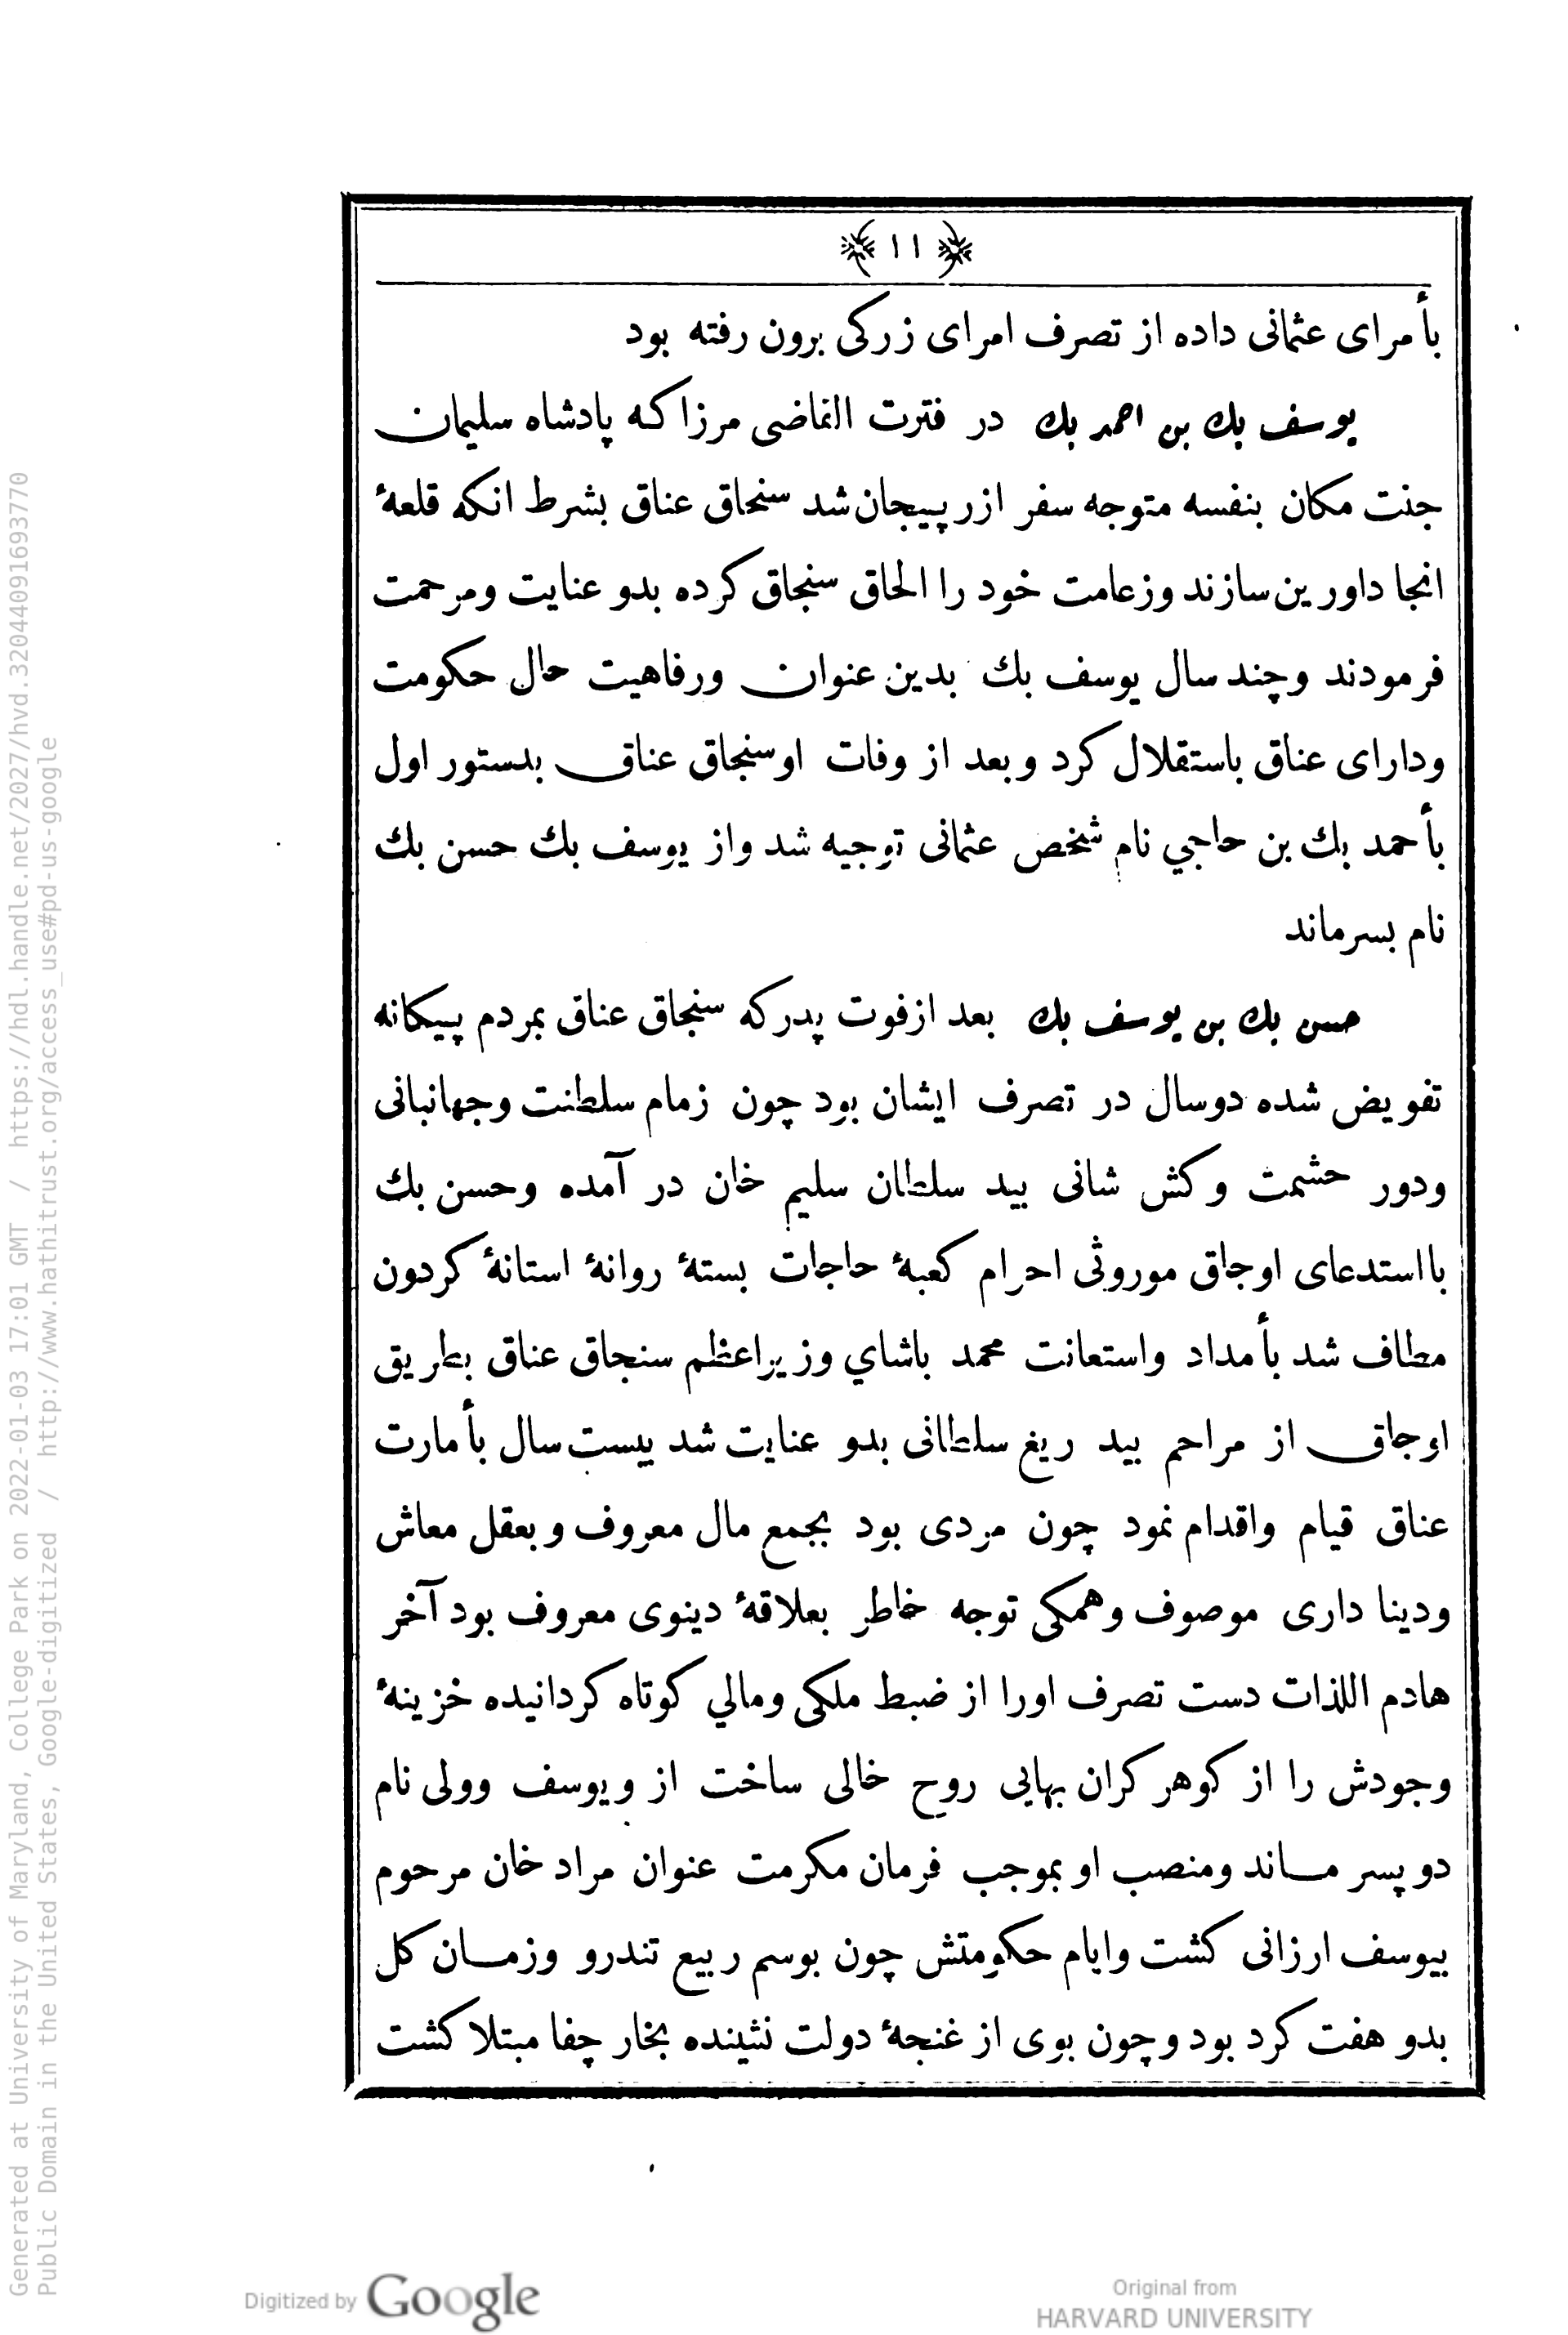 ﴿ ١١ ﴾
بأمرای عثمانی داده از تصرف امرای زرکی برون رفته بود
یوسف بك بن احمد بك در فترت القاضی مرزا كه پادشاه سلیمان
جنت مکان بنفسه متوجه سفر ازر پیجان شد سنحاق عناق بشرط انکه قلعهٔ
انجا داورین سازند وزعامت خود را الحاق سنجاق کرده بدو عنایت ومرحمت
فرمودند وچند سال یوسف بك بدین عنوان ورفاهیت حال حکومت
ودارای عناق باستقلال کرد وبعد از وفات اوسنجاق عناق بدستور اول
بأحمد بك بن حاجي نام شخص عثمانی توجیه شد واز یوسف بك حسن بك
نام بسرماند
حسن بك بن یوسف بك بعد ازفوت پدرکه سنجاق عناق بمردم پیکانه
تفویض شده دوسال در تصرف ایشان بود چون زمام سلطنت وجهانبانی
ودور حشمت وکش شانی بید سلطان سلیم خان در آمده وحسن بك
بااستدعای اوجاق موروثی احرام کعبهٔ حاجات بستهٔ روانهٔ استانهٔ کردون
مطاف شد بأمداد واستعانت محمد باشاي وزیراعظم سنجاق عناق بطریق
اوجاق از مراحم بید ریغ سلطانی بدو عنایت شد بیست سال بأمارت
عناق قیام واقدام نمود چون مردی بود بجمع مال معروف وبعقل معاش
ودینا داری موصوف وهمکی توجه خاطر بعلاقهٔ دینوی معروف بود آخر
هادم اللذات دست تصرف اورا از ضبط ملکی ومالي کوتاه کردانیده خزینهٔ
وجودش را از کوهر کران بهایی روح خالی ساخت از ویوسف وولی نام
دو پسر مـاند ومنصب او بموجب فرمان مکرمت عنوان مراد خان مرحوم
بیوسف ارزانی کشت وایام حکومتش چون بوسم ربیع تندرو وزمـان کل
بدو هفت کرد بود وچون بوی از غنجهٔ دولت نثینده بخار چفا مبتلا کشت
Generated at University of Maryland, College Park on 2022-01-03 17:01 GMT / https://hdl.handle.net/2027/hvd.32044091693770
Public Domain in the United States, Google-digitized / http://www.hathitrust.org/access_use#pd-us-google
Digitized by Google
Original from
HARVARD UNIVERSITY